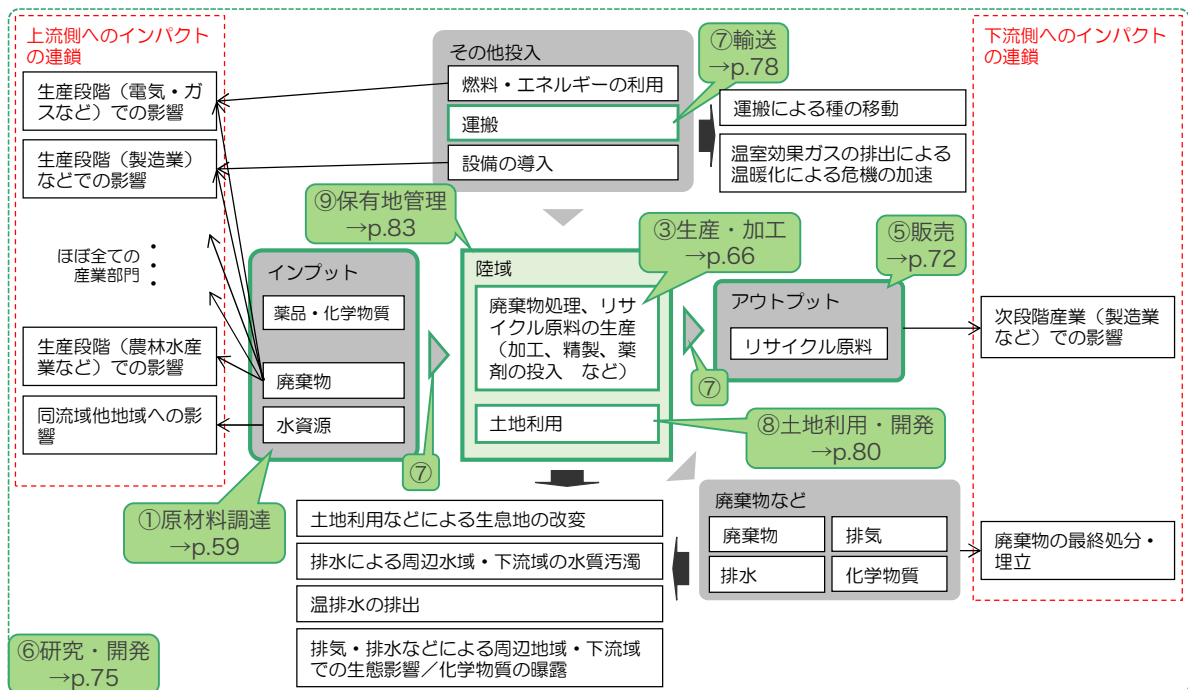 上流側へのインパクト
の連鎖
生産段階（電気・ガ
スなど）での影響
生産段階（製造業）
などでの影響
ほぼ全ての
産業部門
・
・
・
生産段階（農林水産
業など）での影響
同流域他地域への影
響
その他投入
燃料・エネルギーの利用
運搬
設備の導入
⑦輸送
→p.78
運搬による種の移動
温室効果ガスの排出による
温暖化による危機の加速
下流側へのインパクト
の連鎖
⑨保有地管理
→p.83
③生産・加工
→p.66
⑤販売
→p.72
インプット
薬品・化学物質
廃棄物
水資源
⑦
陸域
廃棄物処理、リサ
イクル原料の生産
（加工、精製、薬
剤の投入　など）
土地利用
⑦
アウトプット
リサイクル原料
次段階産業（製造業
など）での影響
⑧土地利用・開発
→p.80
①原材料調達
→p.59
土地利用などによる生息地の改変
排水による周辺水域・下流域の水質汚濁
温排水の排出
排気・排水などによる周辺地域・下流域
での生態影響／化学物質の曝露
廃棄物など
廃棄物
排気
排水
化学物質
廃棄物の最終処分・
埋立
⑥研究・開発
→p.75